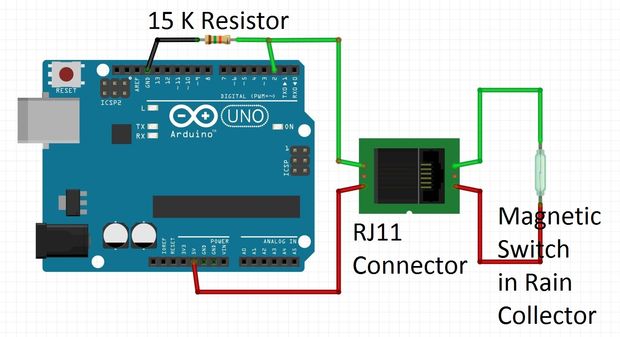 15 K Resistor
RESET
ICSP2
AREF
GND
13
12
~11
~10
~9
8
7
~6
~5
4
~3
2
TX▶1
RX◀0
DIGITAL (PWM=~)
L
TX
RX
Arduino™
UNO
ON
ICSP
1
POWER
ANALOG IN
IOREF
RESET
3V3
5V
GND
GND
VIN
A0
A1
A2
A3
A4
A5
RJ11
Connector
Magnetic
Switch
in Rain
Collector